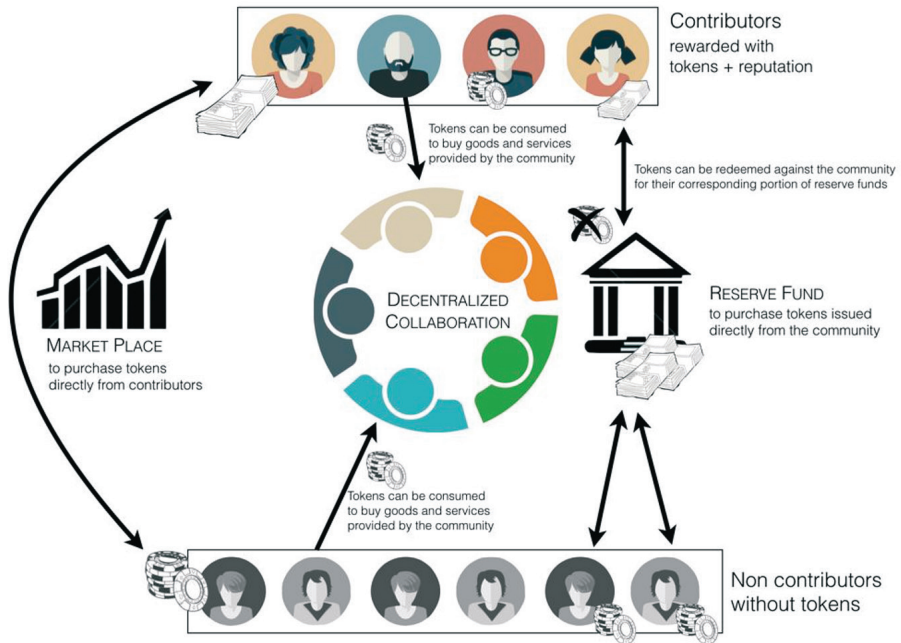 Contributors
rewarded with
tokens + reputation
Tokens can be consumed
to buy goods and services
provided by the community
Tokens can be redeemed against the community
for their corresponding portion of reserve funds
DECENTRALIZED
COLLABORATION
RESERVE FUND
to purchase tokens issued
directly from the community
MARKET PLACE
to purchase tokens
directly from contributors
Tokens can be consumed
to buy goods and services
provided by the community
Non contributors
without tokens